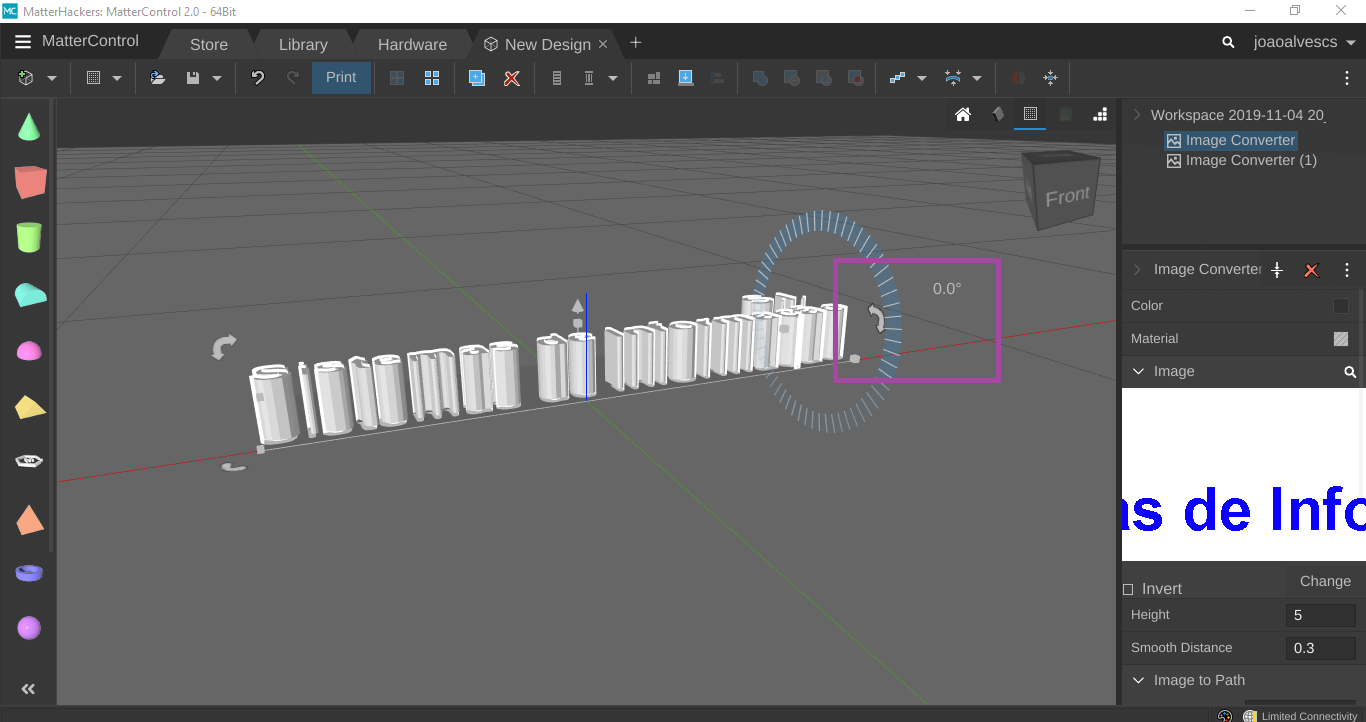 MatterHackers: MatterControl 2.0 - 64Bit
MatterControl
Store
Library
Hardware
New Design
joaoalvescs
Print
Workspace 2019-11-04 20_
Image Converter
Image Converter (1)
Front
0.0°
Image Converter
Color
Material
Image
as de Info
Invert
Change
Height
5
Smooth Distance
0.3
Image to Path
Limited Connectivity